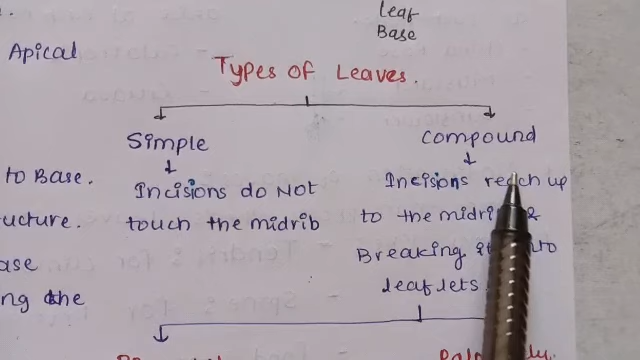 Leaf
Base
Apical
Types of Leaves.
Simple
Compound
to Base.
Incisions do Not
Incisions reach up
ucture.
touch the midrib
to the
ase
Breaking
ng the
leaflets